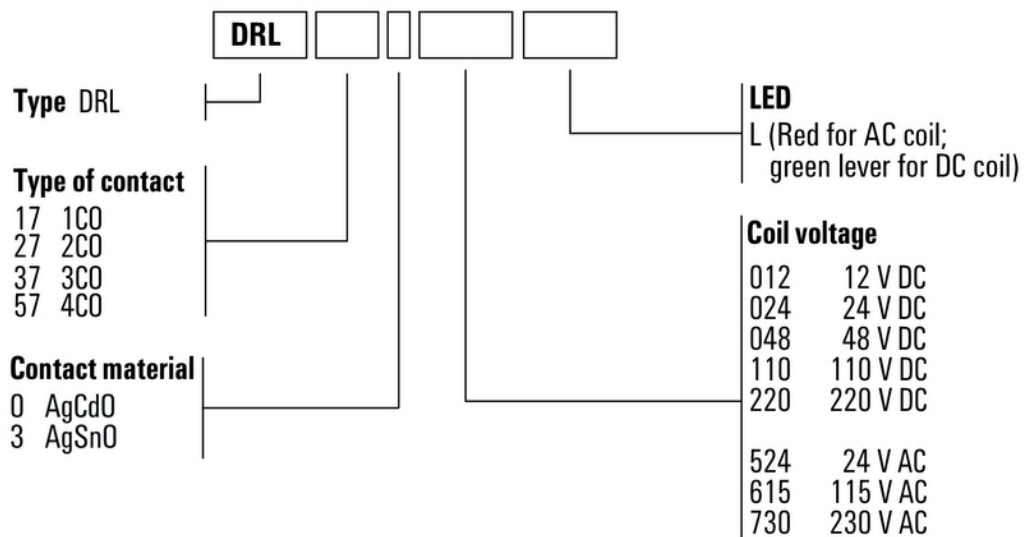 DRL
Type DRL
Type of contact
17 1CO
27 2CO
37 3CO
57 4CO
Contact material
0 AgCdO
3 AgSnO
LED
L (Red for AC coil;
green lever for DC coil)
Coil voltage
012 12 V DC
024 24 V DC
048 48 V DC
110 110 V DC
220 220 V DC
524 24 V AC
615 115 V AC
730 230 V AC